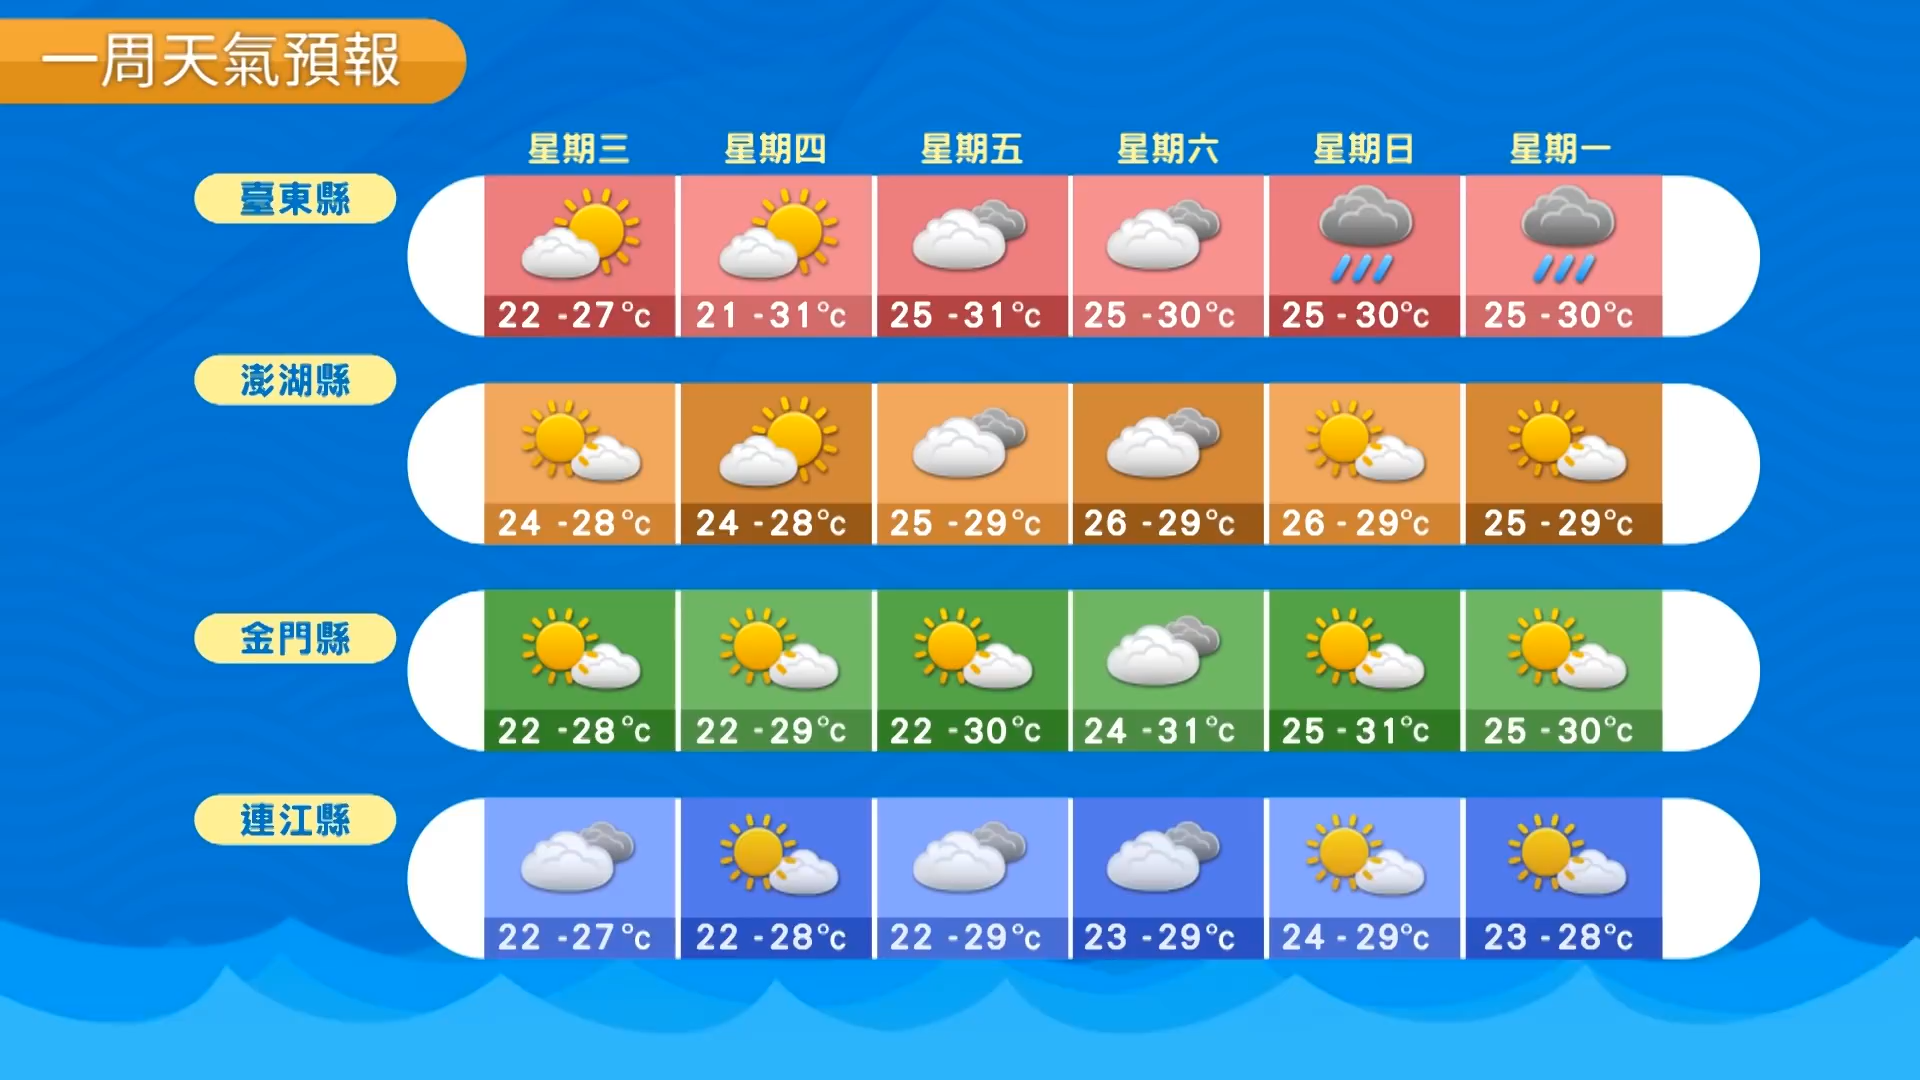 一周天氣預報
星期三 星期四 星期五 星期六 星期日 星期一
臺東縣
22 -27°C 21 -31°C 25 -31°C 25 -30°C 25 -30°C 25 -30°C
澎湖縣
24 -28°C 24 -28°C 25 -29°C 26 -29°C 26 -29°C 25 -29°C
金門縣
22 -28°C 22 -29°C 22 -30°C 24 -31°C 25 -31°C 25 -30°C
連江縣
22 -27°C 22 -28°C 22 -29°C 23 -29°C 24 -29°C 23 -28°C